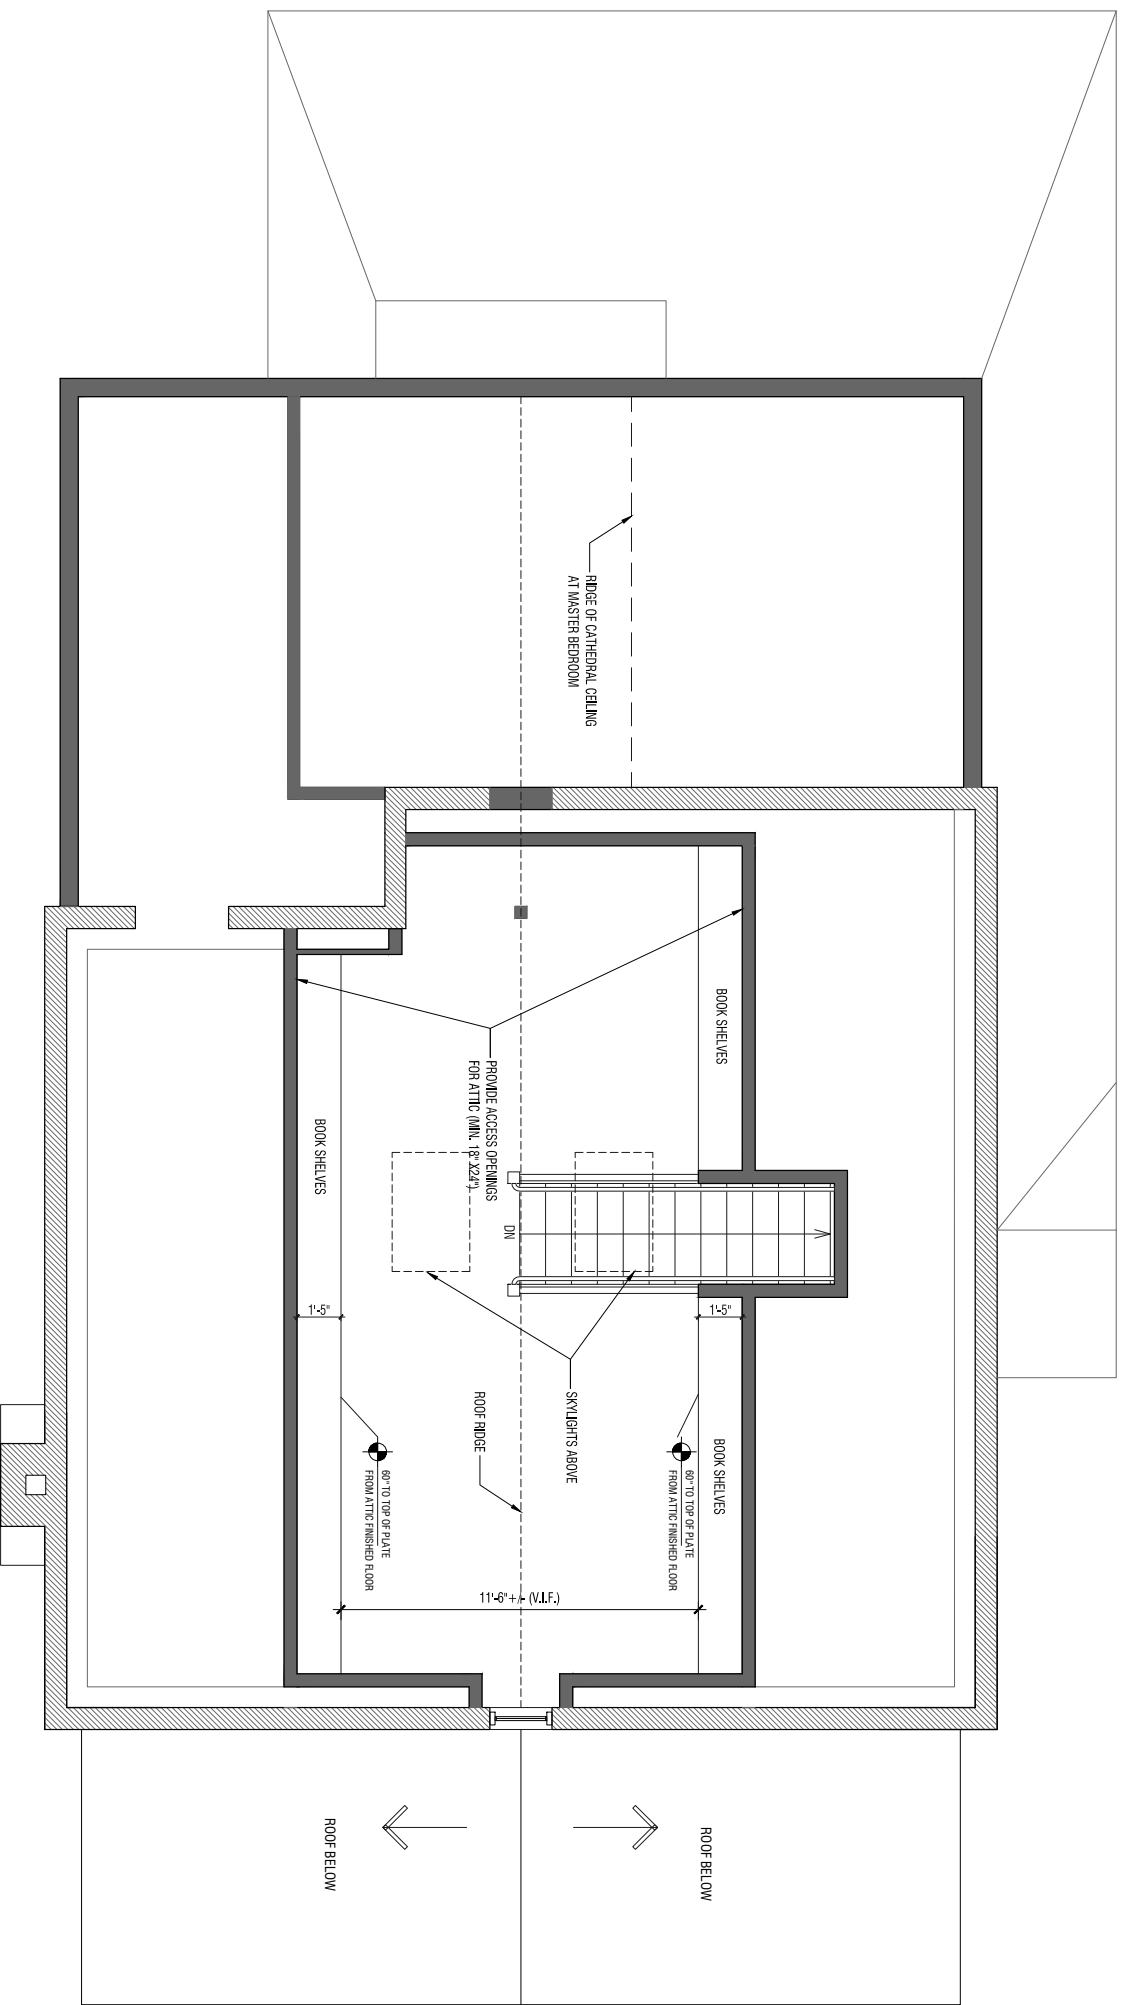 RIDGE OF CATHEDRAL CEILING
AT MASTER BEDROOM
BOOK SHELVES
PROVIDE ACCESS OPENINGS
FOR ATTIC (MIN. 18" X24")
BOOK SHELVES
DN
1'-5"
1'-5"
SKYLIGHTS ABOVE
ROOF RIDGE
BOOK SHELVES
60" TO TOP OF PLATE
FROM ATTIC FINISHED FLOOR
60" TO TOP OF PLATE
FROM ATTIC FINISHED FLOOR
11'-6"+/- (V.I.F.)
ROOF BELOW
ROOF BELOW